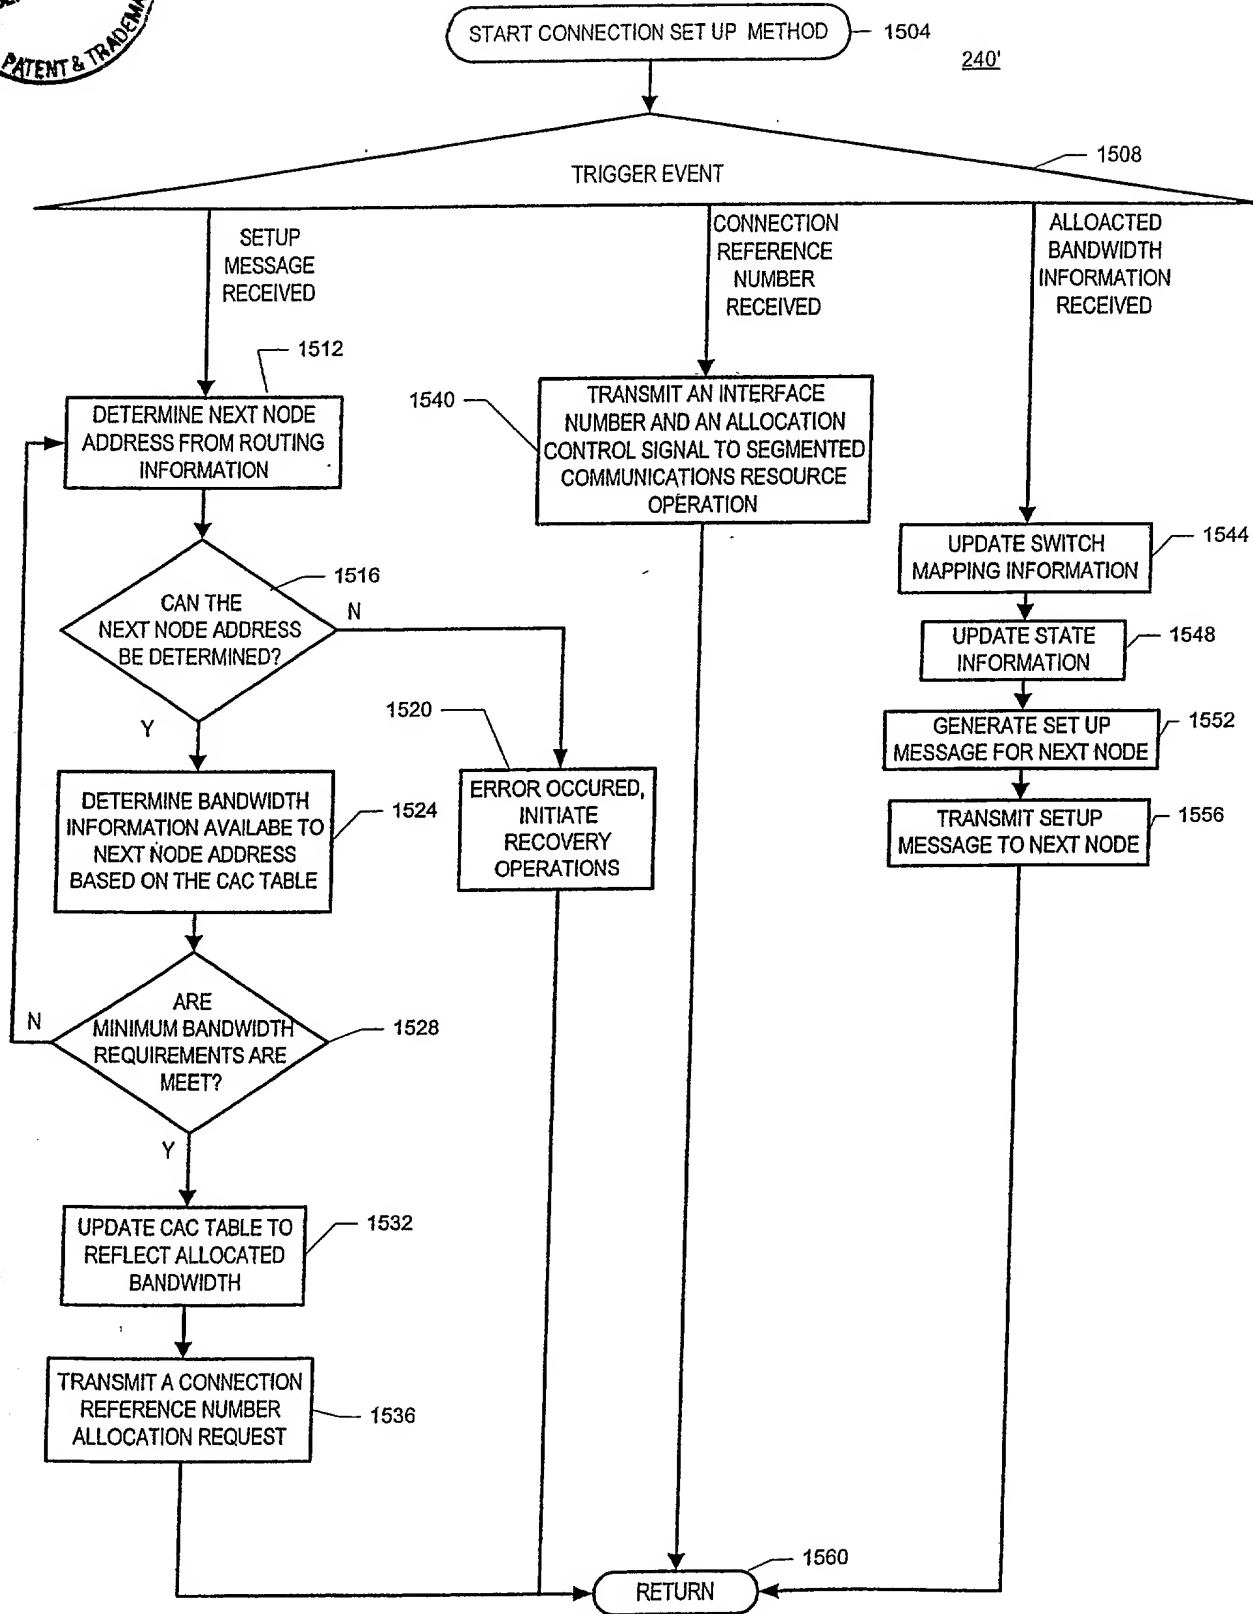 PATENT & TRADEMA
START CONNECTION SET UP METHOD
1504
240'
TRIGGER EVENT
1508
SETUP
MESSAGE
RECEIVED
CONNECTION
REFERENCE
NUMBER
RECEIVED
ALLOACTED
BANDWIDTH
INFORMATION
RECEIVED
1512
DETERMINE NEXT NODE
ADDRESS FROM ROUTING
INFORMATION
1540
TRANSMIT AN INTERFACE
NUMBER AND AN ALLOCATION
CONTROL SIGNAL TO SEGMENTED
COMMUNICATIONS RESOURCE
OPERATION
1544
UPDATE SWITCH
MAPPING INFORMATION
1516
CAN THE
NEXT NODE ADDRESS
BE DETERMINED?
N
Y
1548
UPDATE STATE
INFORMATION
1520
ERROR OCCURED,
INITIATE
RECOVERY
OPERATIONS
1552
GENERATE SET UP
MESSAGE FOR NEXT NODE
1524
DETERMINE BANDWIDTH
INFORMATION AVAILABE TO
NEXT NODE ADDRESS
BASED ON THE CAC TABLE
1556
TRANSMIT SETUP
MESSAGE TO NEXT NODE
ARE
MINIMUM BANDWIDTH
REQUIREMENTS ARE
MEET?
N
1528
Y
UPDATE CAC TABLE TO
REFLECT ALLOCATED
BANDWIDTH
1532
TRANSMIT A CONNECTION
REFERENCE NUMBER
ALLOCATION REQUEST
1536
1560
RETURN